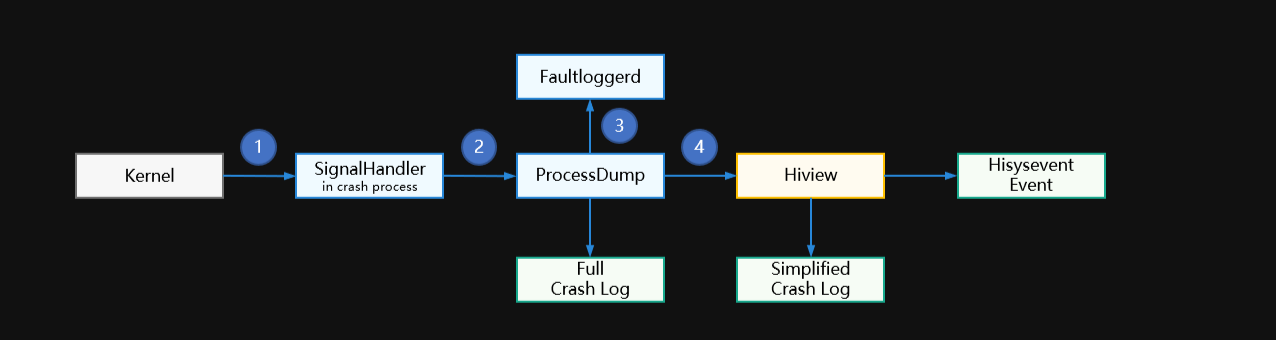 Faultloggerd
3
1
2
4
Kernel
SignalHandler
in crash process
ProcessDump
Hiview
Hisysevent
Event
Full
Crash Log
Simplified
Crash Log